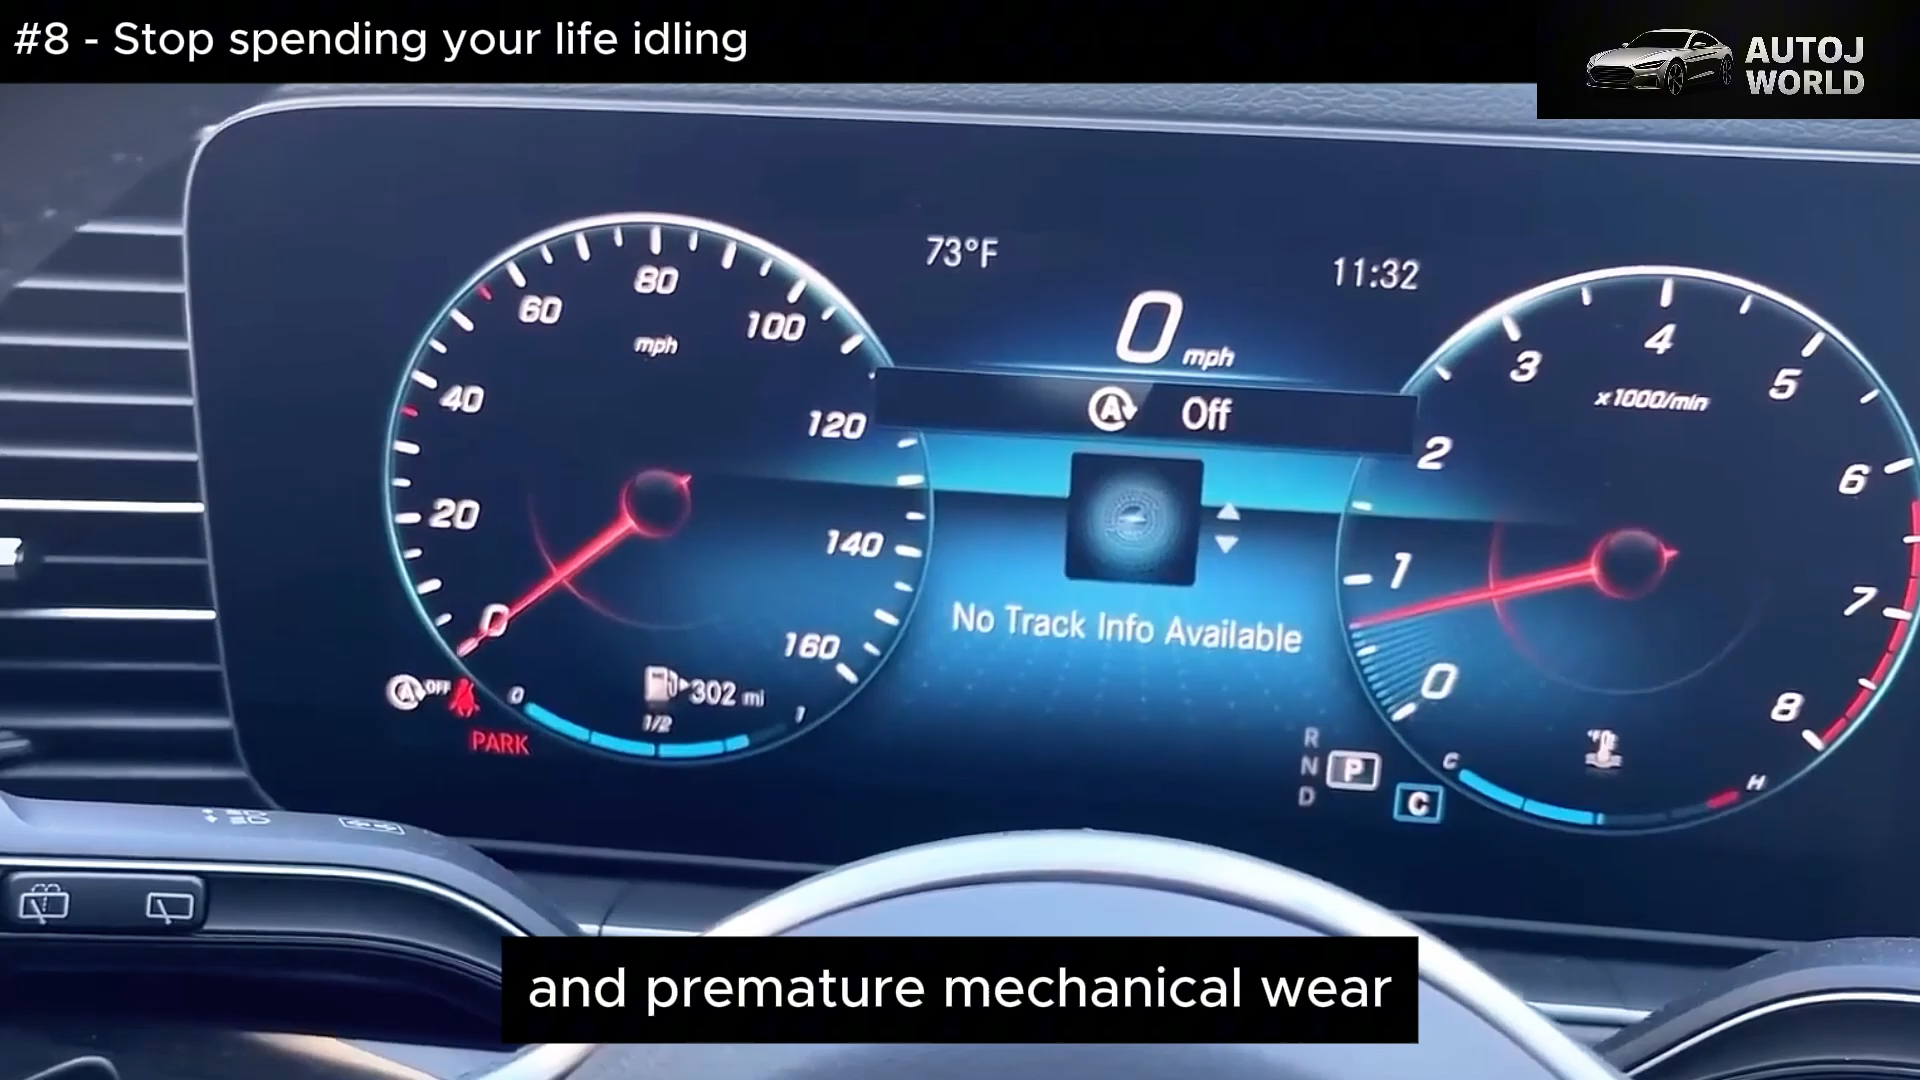 #8 - Stop spending your life idling
AUTOJ
WORLD
73°F
11:32
0 mph
A Off
No Track Info Available
0
20
40
60
80
100
120
140
160
mph
A OFF
PARK
0
1/2
1
302 mi
0
1
2
3
4
5
6
7
8
x1000/min
R
N
D
P
C
C
°F
H
and premature mechanical wear